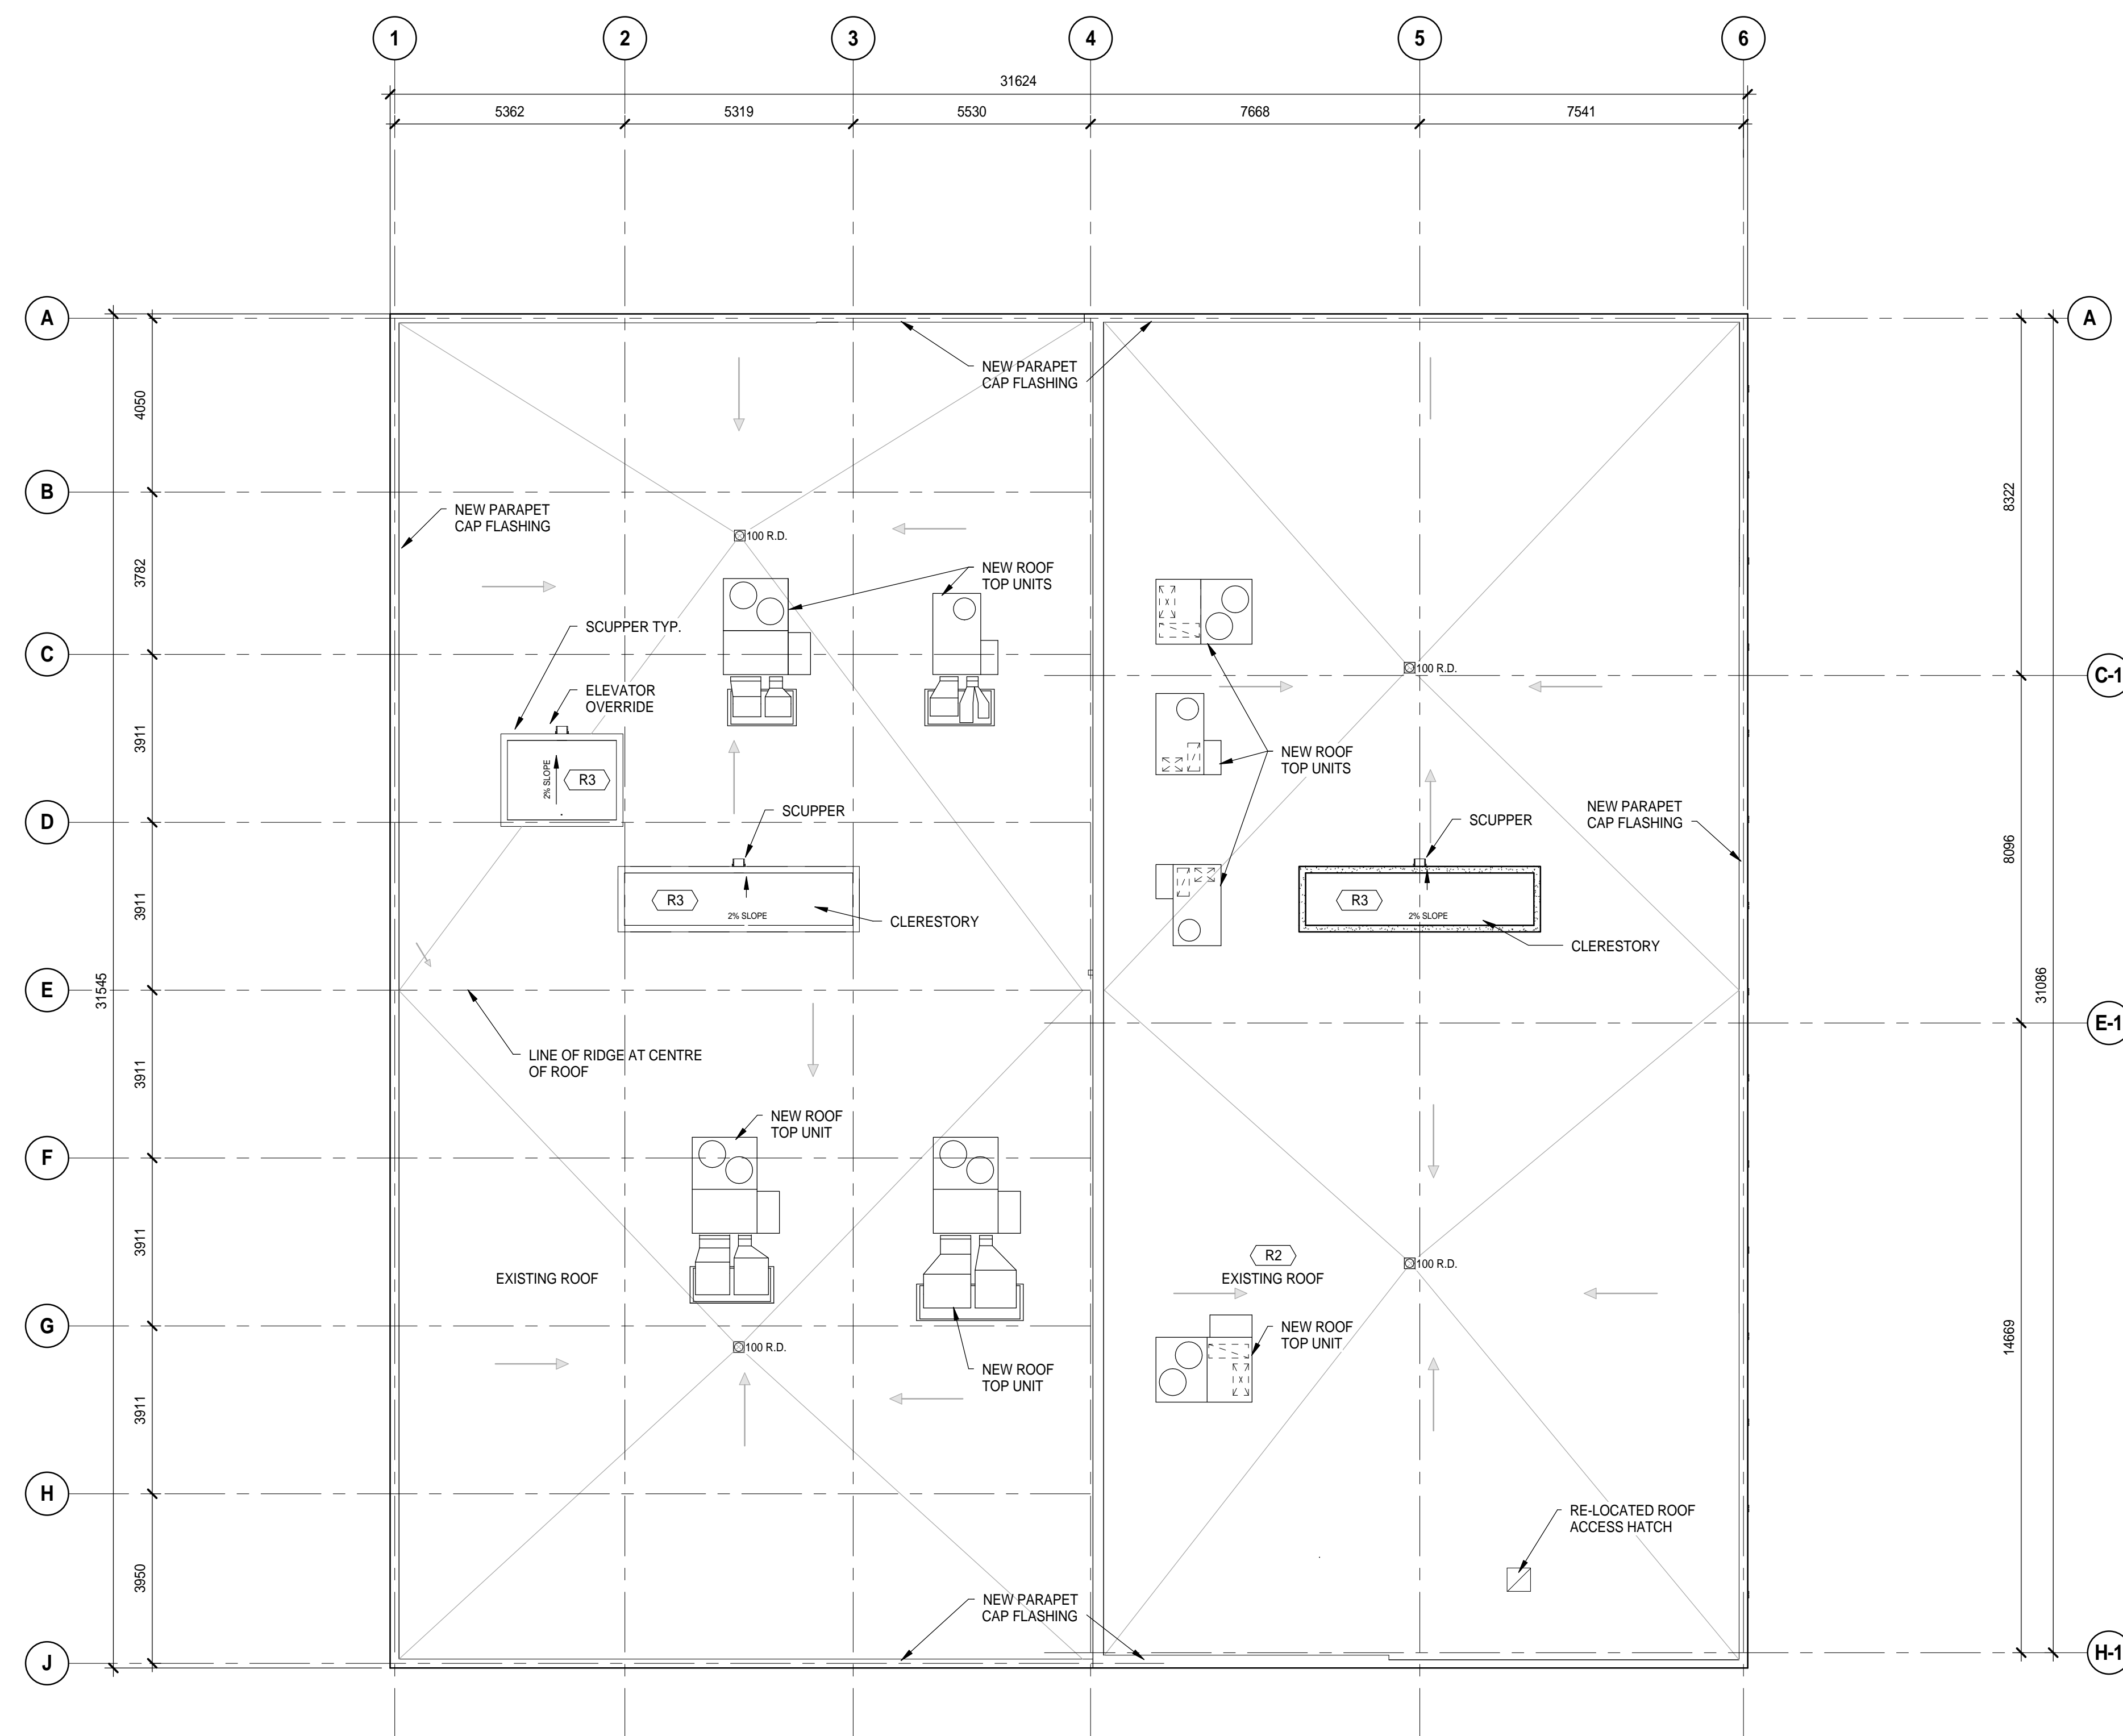 1
2
3
4
5
6
31624
5362
5319
5530
7668
7541
A
A
NEW PARAPET
CAP FLASHING
4050
B
8322
NEW PARAPET
CAP FLASHING
100 R.D.
3782
NEW ROOF
TOP UNITS
SCUPPER TYP.
C
100 R.D.
C-1
ELEVATOR
OVERRIDE
3911
2% SLOPE
R3
NEW ROOF
TOP UNITS
D
SCUPPER
NEW PARAPET
CAP FLASHING
SCUPPER
8096
3911
R3
2% SLOPE
CLERESTORY
R3
2% SLOPE
CLERESTORY
31545
E
31086
E-1
LINE OF RIDGE AT CENTRE
OF ROOF
3911
NEW ROOF
TOP UNIT
F
3911
R2
EXISTING ROOF
EXISTING ROOF
100 R.D.
G
100 R.D.
NEW ROOF
TOP UNIT
14669
NEW ROOF
TOP UNIT
3911
H
RE-LOCATED ROOF
ACCESS HATCH
3950
NEW PARAPET
CAP FLASHING
J
H-1